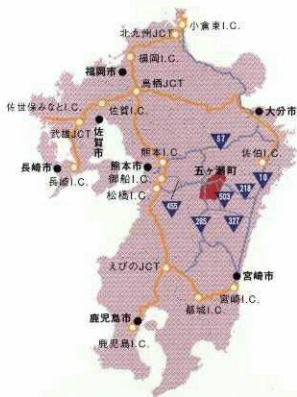 小倉東I.C.
北九州JCT
福岡I.C.
福岡市
鳥栖JCT
佐世保みなとI.C.
佐賀I.C.
大分市
武雄JCT
佐賀市
57
熊本I.C.
佐伯I.C.
長崎市
熊本市
御船I.C.
五ヶ瀬町
10
長崎I.C.
松橋I.C.
218
503
455
265
327
えびのJCT
宮崎市
宮崎I.C.
都城I.C.
鹿児島市
鹿児島I.C.